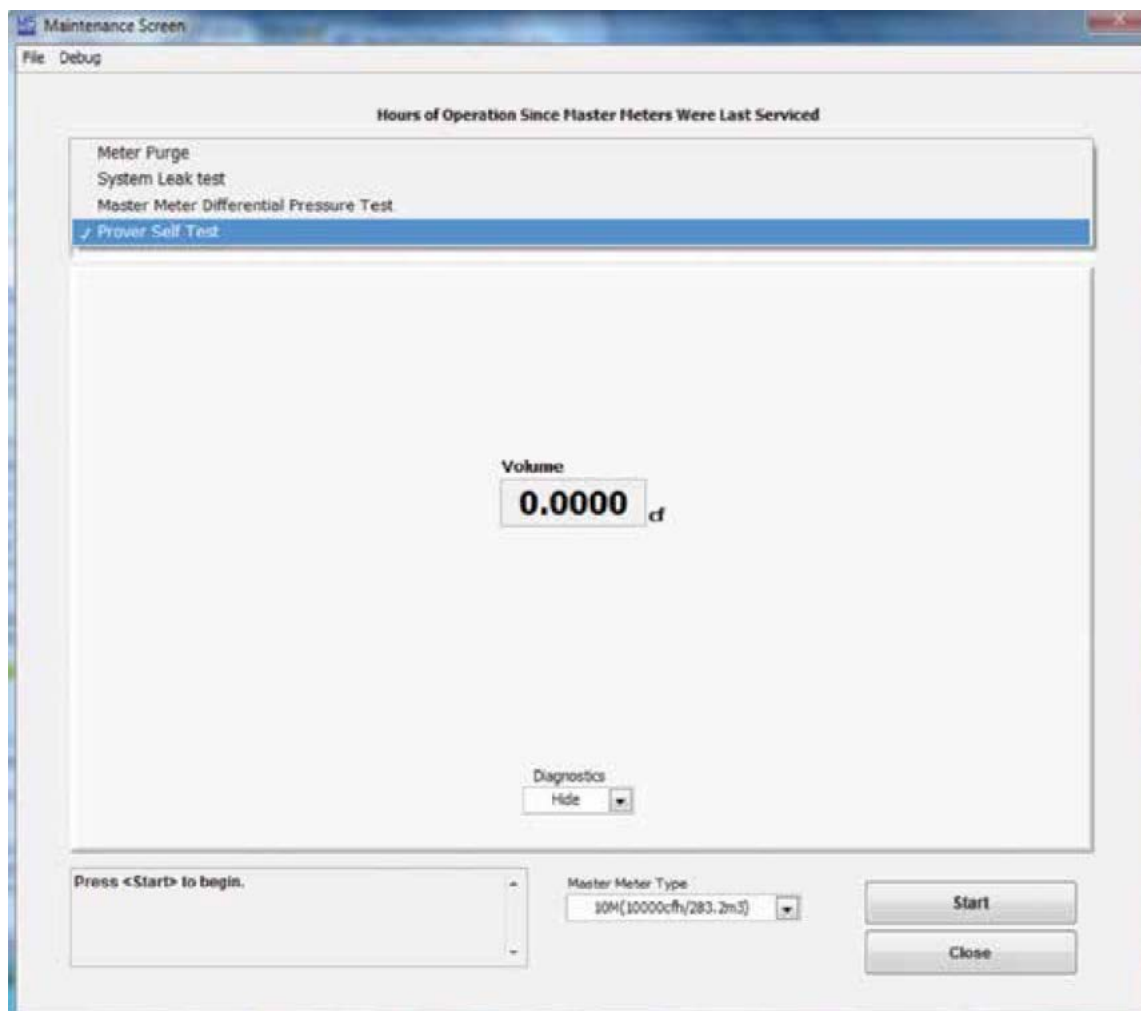 Maintenance Screen
File Debug
Hours of Operation Since Master Meters Were Last Serviced
Meter Purge
System Leak test
Master Meter Differential Pressure Test
✓ Prover Self Test
Volume
0.0000 cf
Diagnostics
Hide
Press <Start> to begin.
Master Meter Type
10M(10000cfh/283.2m3)
Start
Close